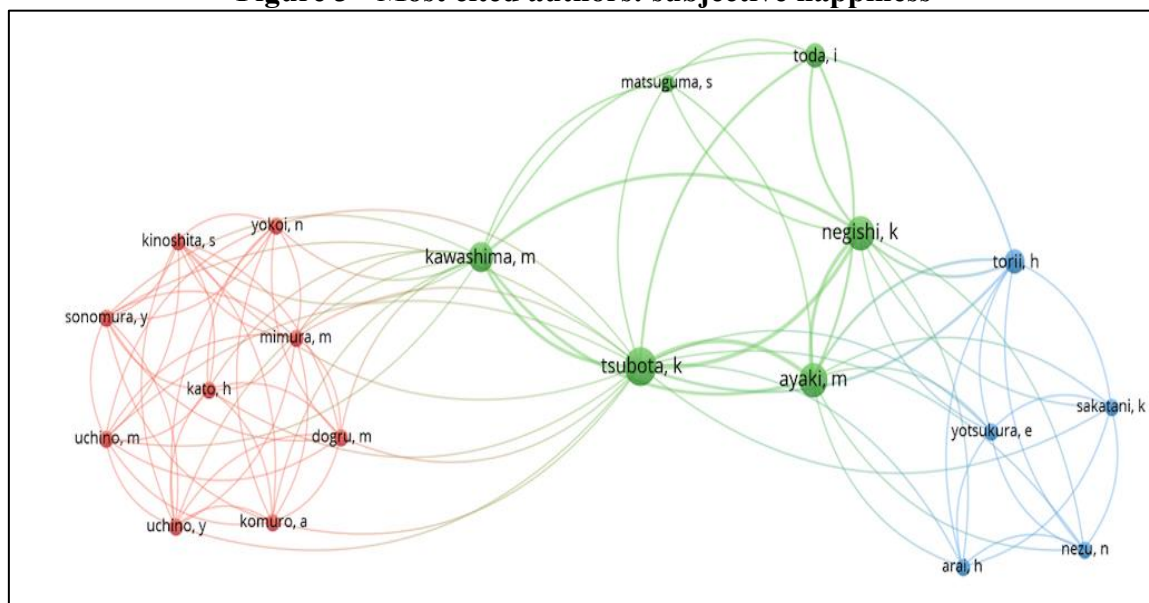 Figure 3 - Most cited authors: subjective happiness
toda, i
matsuguma, s
yokoi, n
negishi, k
kinoshita, s
kawashima, m
torii, h
sonomura, y
mimura, m
tsubota, k
ayaki, m
kato, h
sakatani, k
yotsukura, e
uchino, m
dogru, m
uchino, y
komuro, a
nezu, n
arai, h